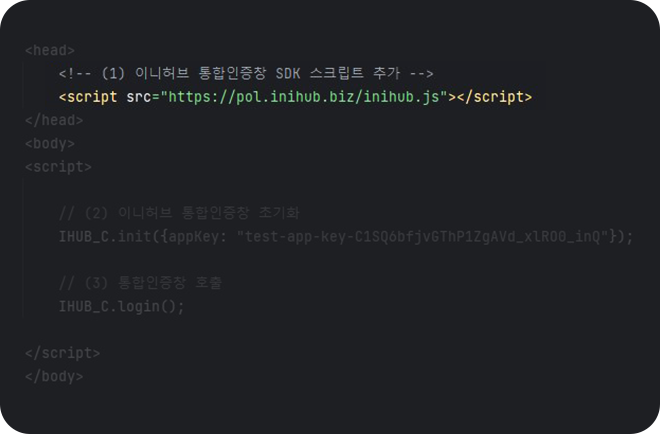 <head>
<!-- (1) 이니허브 통합인증창 SDK 스크립트 추가 -->
<script src="https://pol.inihub.biz/inihub.js"></script>
</head>
<body>
<script>
// (2) 이니허브 통합인증창 초기화
IHUB_C.init({appKey: "test-app-key-C1SQ6bfjvGThP1ZgAVd_xlROO_inQ"});
// (3) 통합인증창 호출
IHUB_C.login();
</script>
</body>